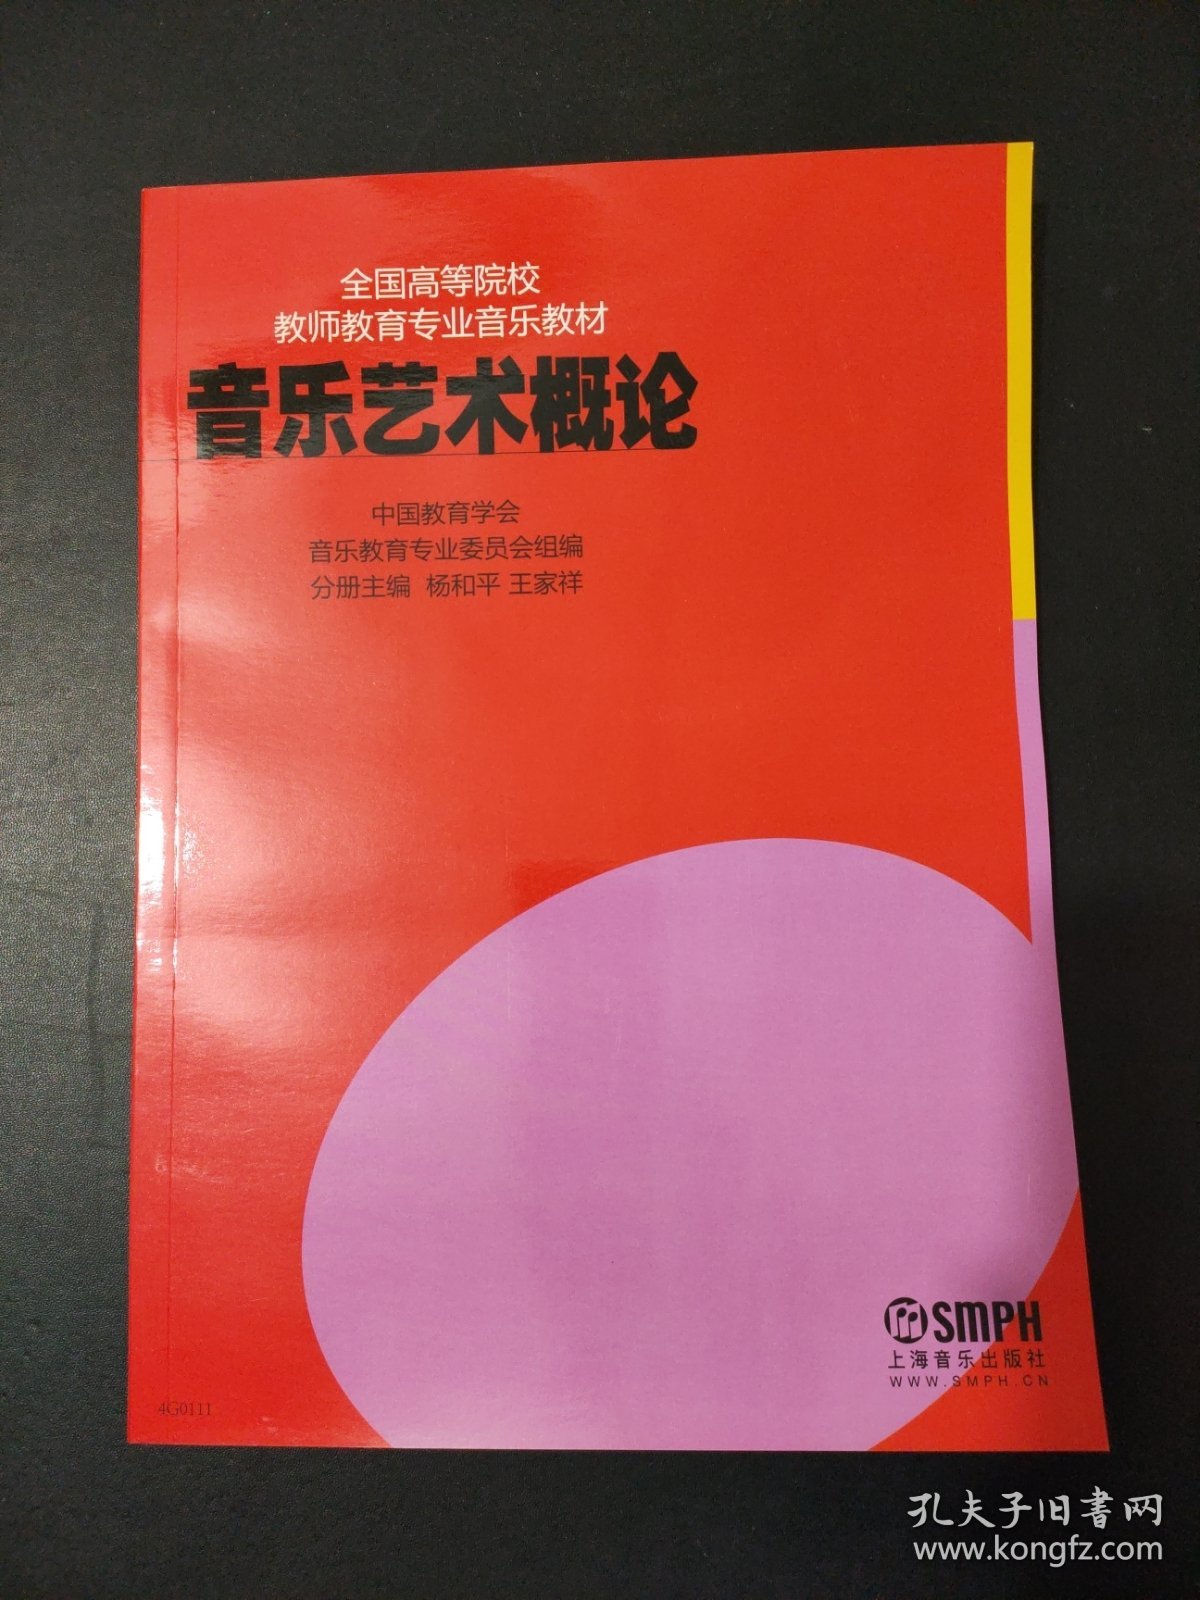 全国高等院校
教师教育专业音乐教材
音乐艺术概论
中国教育学会
音乐教育专业委员会组编
分册主编 杨和平 王家祥
SMPH
上海音乐出版社
WWW.SMPH.CN
4G0111
孔夫子旧書网
www.kongfz.com